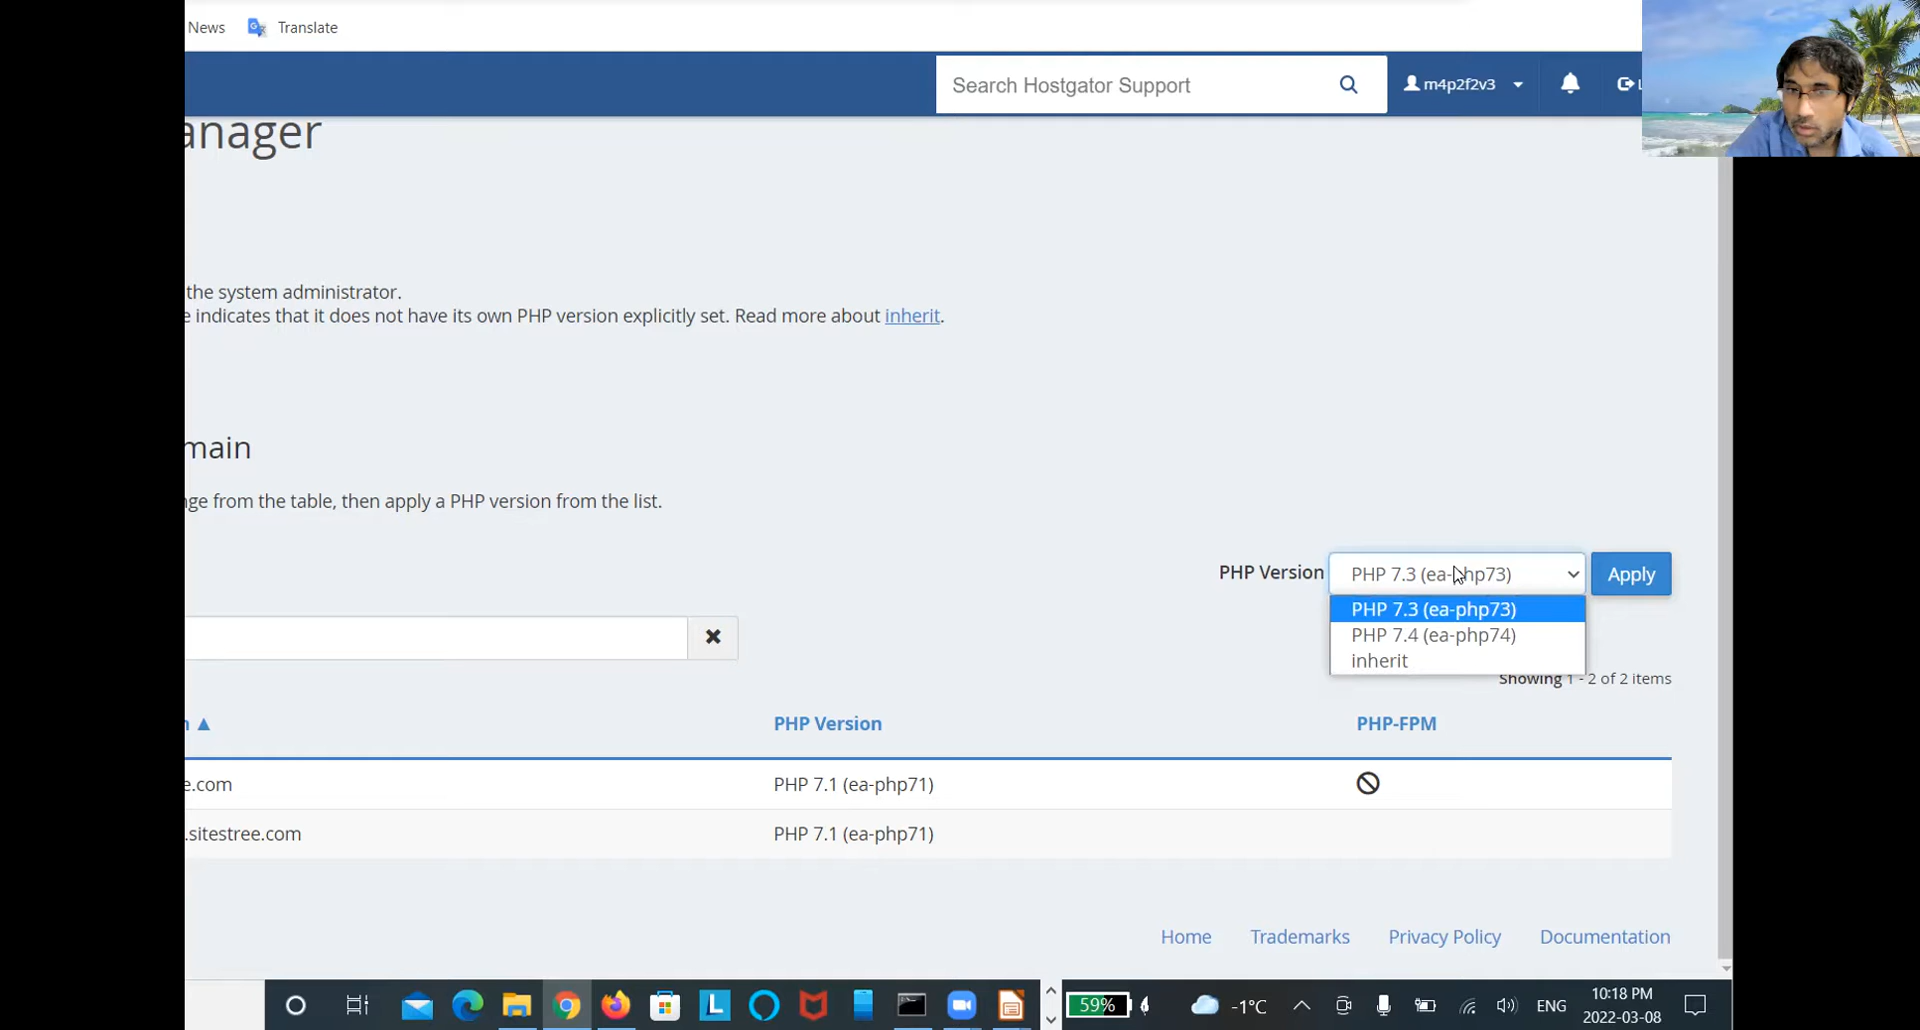 News Translate
Search Hostgator Support m4p2f2v3
anager
the system administrator.
e indicates that it does not have its own PHP version explicitly set. Read more about inherit.
main
nge from the table, then apply a PHP version from the list.
PHP Version PHP 7.3 (ea-php73) Apply
PHP 7.3 (ea-php73)
PHP 7.4 (ea-php74)
inherit
Showing 1 - 2 of 2 items
PHP Version PHP-FPM
e.com PHP 7.1 (ea-php71)
.sitestree.com PHP 7.1 (ea-php71)
Home Trademarks Privacy Policy Documentation
L 59% -1°C ENG 10:18 PM
2022-03-08